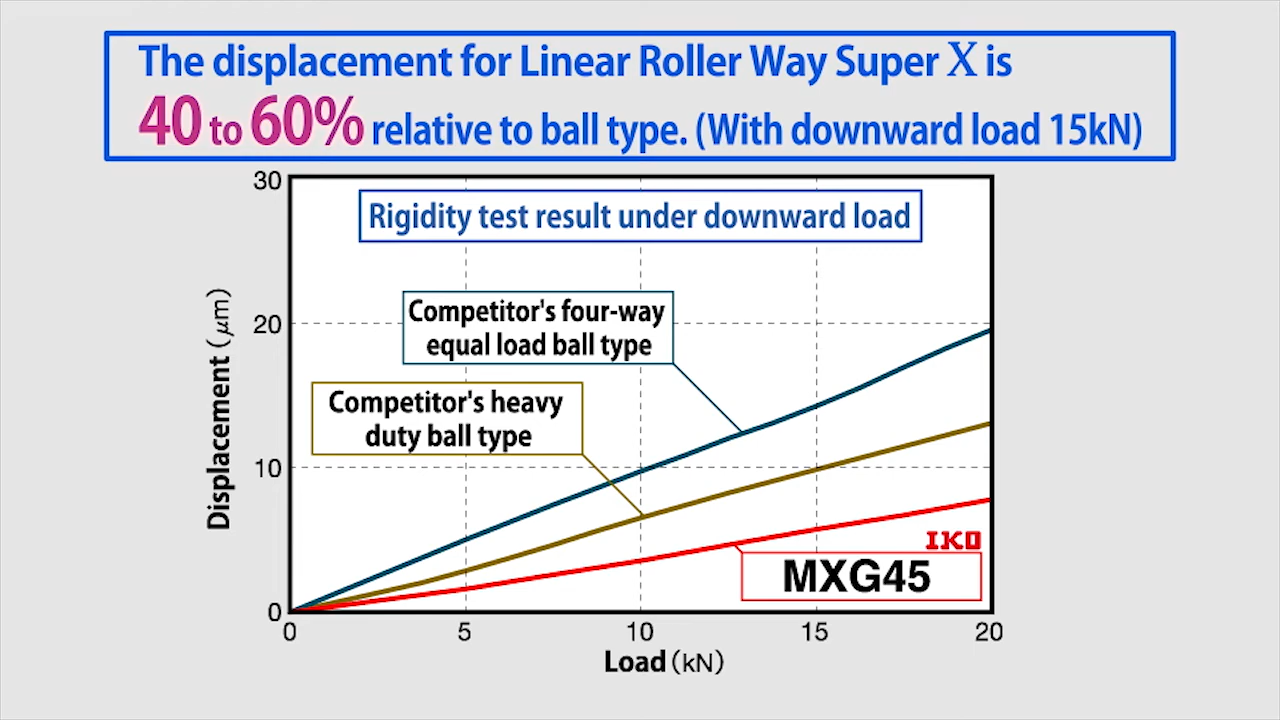 The displacement for Linear Roller Way Super X is
40 to 60% relative to ball type. (With downward load 15kN)
30
Rigidity test result under downward load
Competitor's four-way
equal load ball type
20
Competitor's heavy
duty ball type
10
Displacement (μm)
IKO
MXG45
0
0 5 10 15 20
Load (kN)